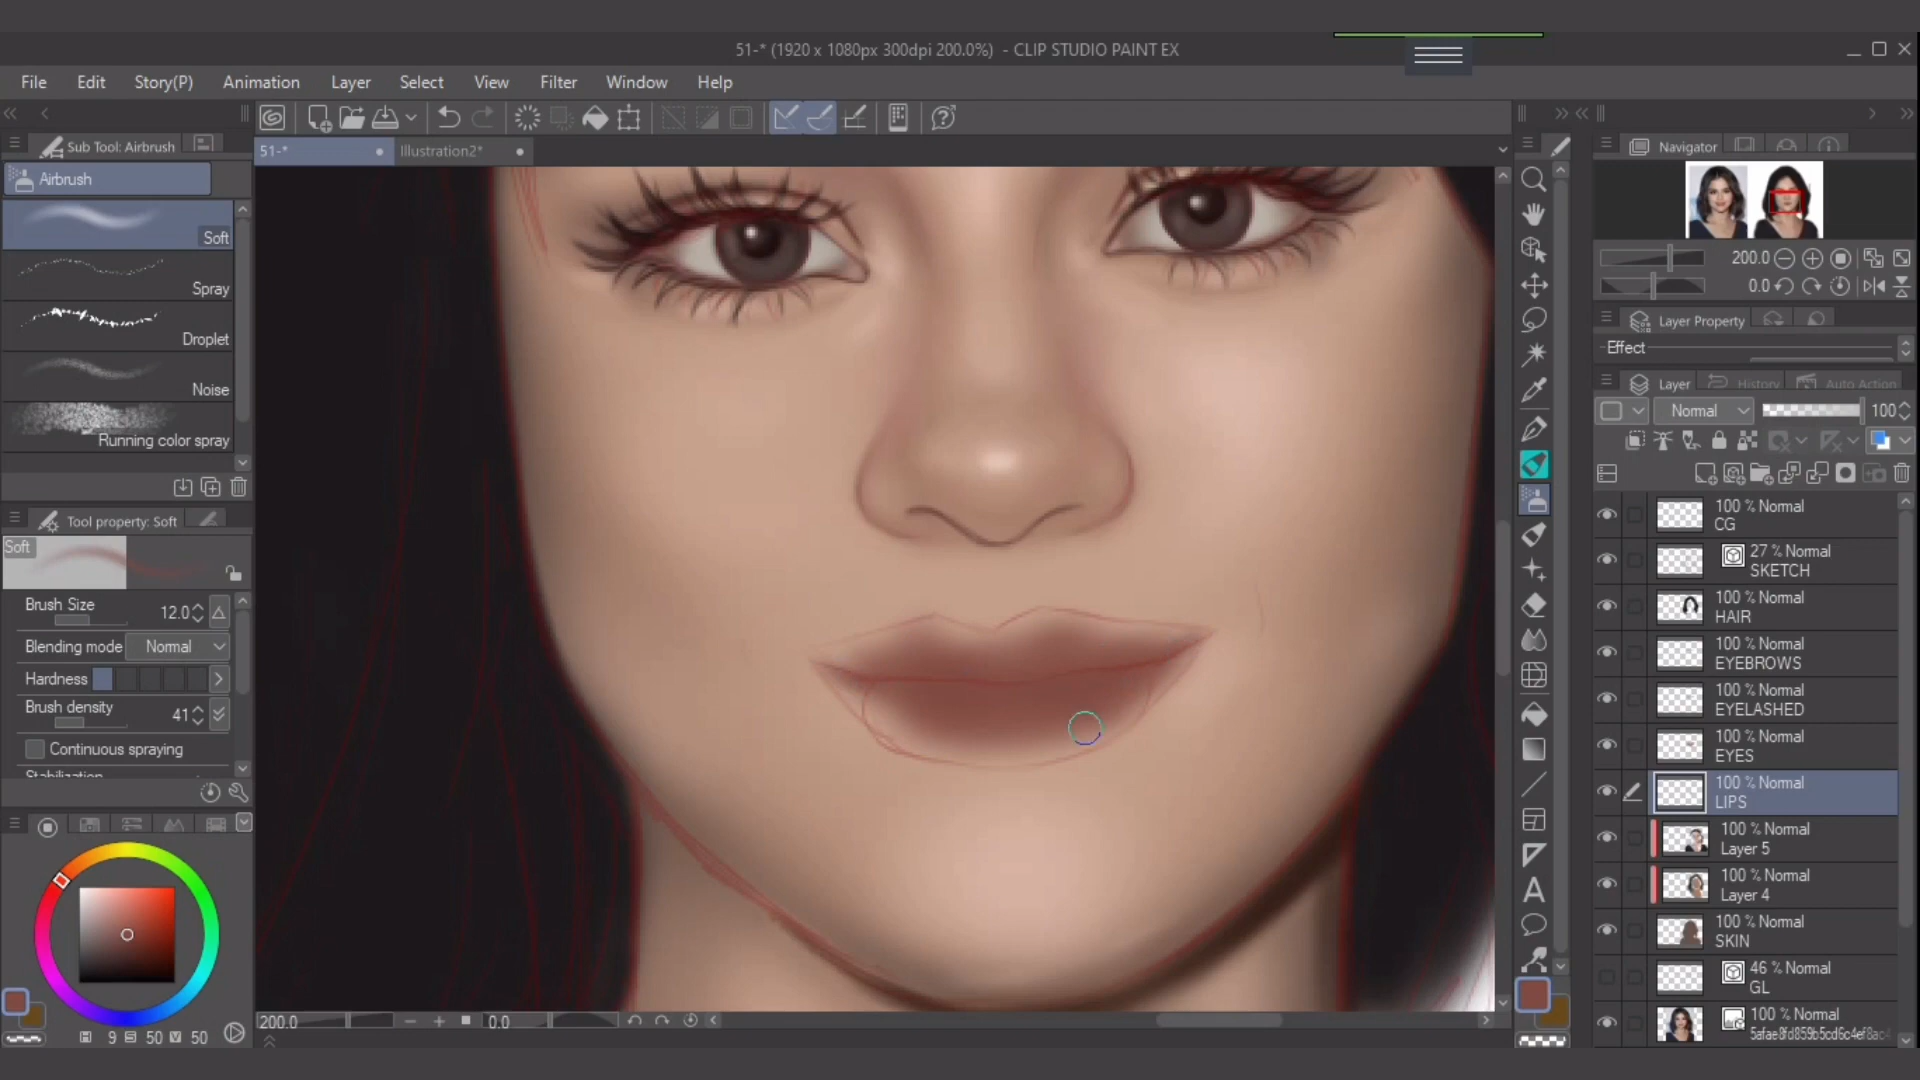 51-* (1920 x 1080px 300dpi 200.0%) - CLIP STUDIO PAINT EX
File Edit Story(P) Animation Layer Select View Filter Window Help
Sub Tool: Airbrush
Airbrush
Soft
Spray
Droplet
Noise
Running color spray
Tool property: Soft
Soft
Brush Size 12.0
Blending mode Normal
Hardness
Brush density 41
Continuous spraying
Stabilization
9 S 50 V 50
51-* Illustration2*
200.0 0.0
Navigator
200.0
0.0
Layer Property
Effect
Layer History Auto Action
Normal 100
100 % Normal
CG
27 % Normal
SKETCH
100 % Normal
HAIR
100 % Normal
EYEBROWS
100 % Normal
EYELASHED
100 % Normal
EYES
100 % Normal
LIPS
100 % Normal
Layer 5
100 % Normal
Layer 4
100 % Normal
SKIN
46 % Normal
GL
100 % Normal